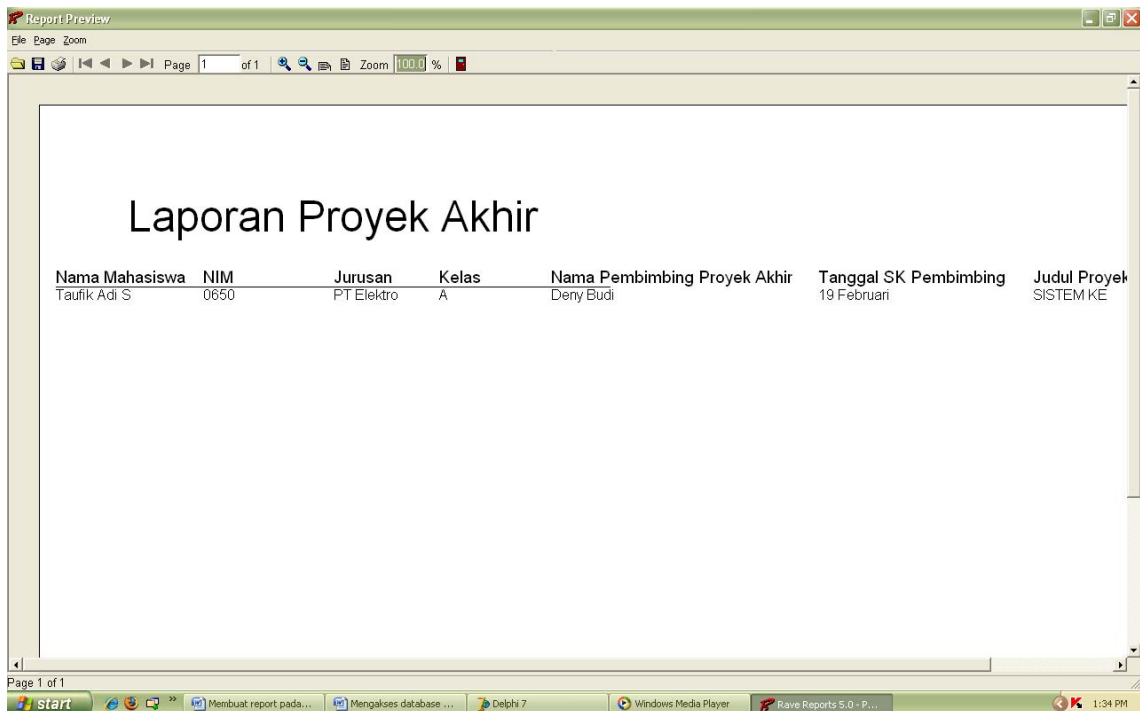 Report Preview
File Page Zoom
Page 1 of 1 Zoom 100.0 %
Laporan Proyek Akhir
Nama Mahasiswa NIM Jurusan Kelas Nama Pembimbing Proyek Akhir Tanggal SK Pembimbing Judul Proyek
Taufik Adi S 0650 PT Elektro A Deny Budi 19 Februari SISTEM KE
Page 1 of 1
start » Membuat report pada... Mengakses database ... Delphi 7 Windows Media Player Rave Reports 5.0 - P... 1:34 PM